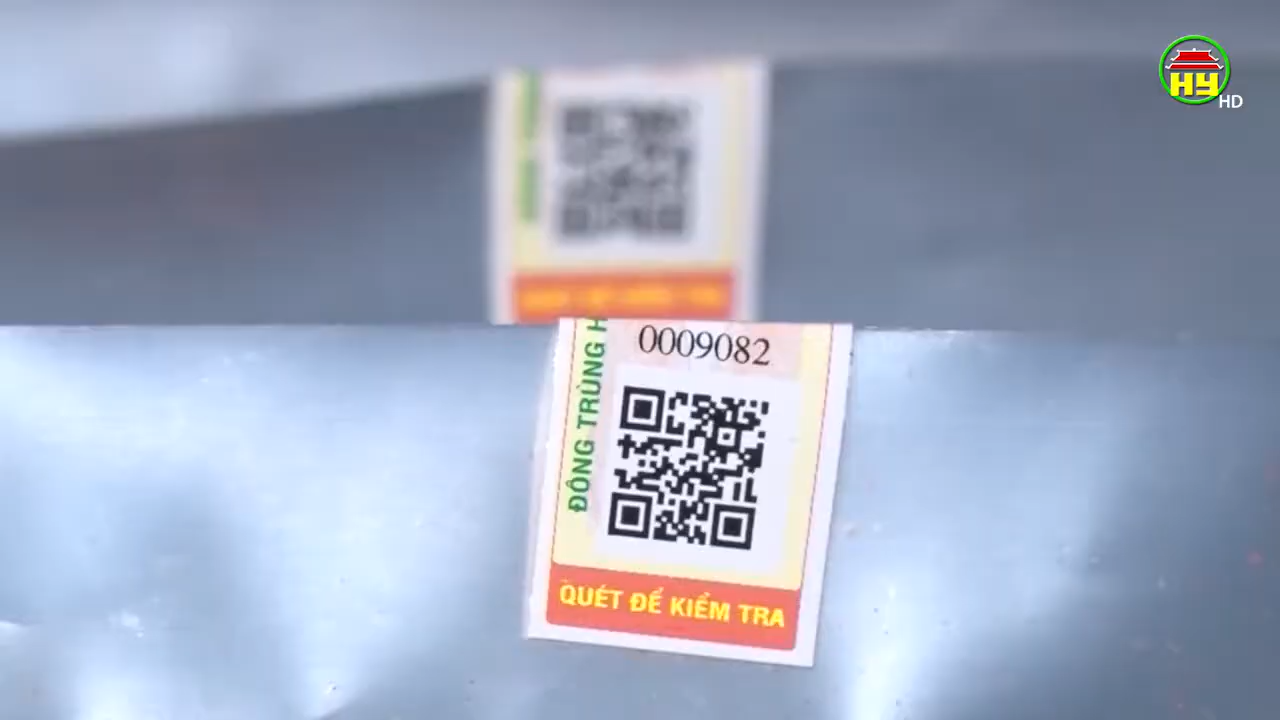 HY
HD
0009082
ĐÔNG TRÙNG H
QUÉT ĐỂ KIỂM TRA